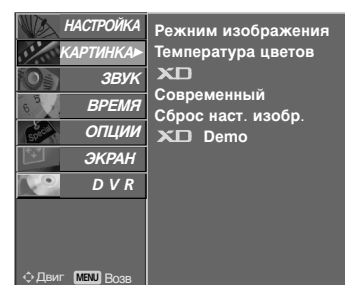 НАСТРОЙКА
КАРТИНКА►
ЗВУК
ВРЕМЯ
ОПЦИИ
ЭКРАН
D V R
Режним изображения
Температура цветов
XD
Современный
Сброс наст. изобр.
XD Demo
Двиг MENU Возв